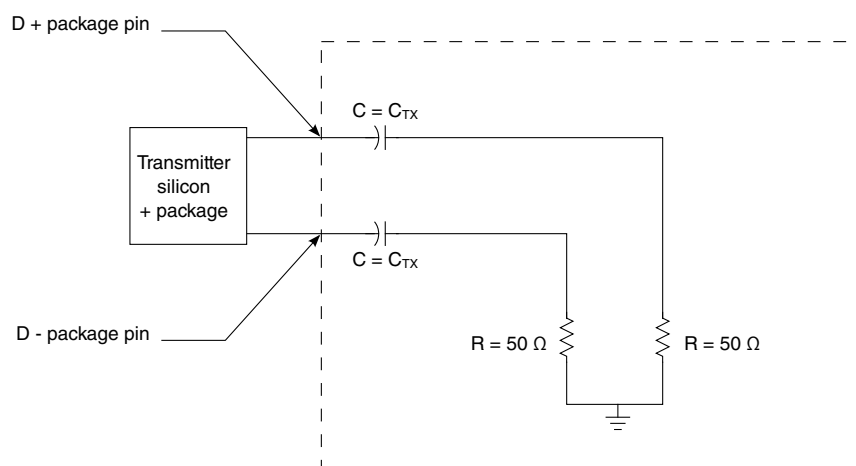 D + package pin
C = CTX
Transmitter
silicon
+ package
C = CTX
D - package pin
R = 50 Ω
R = 50 Ω